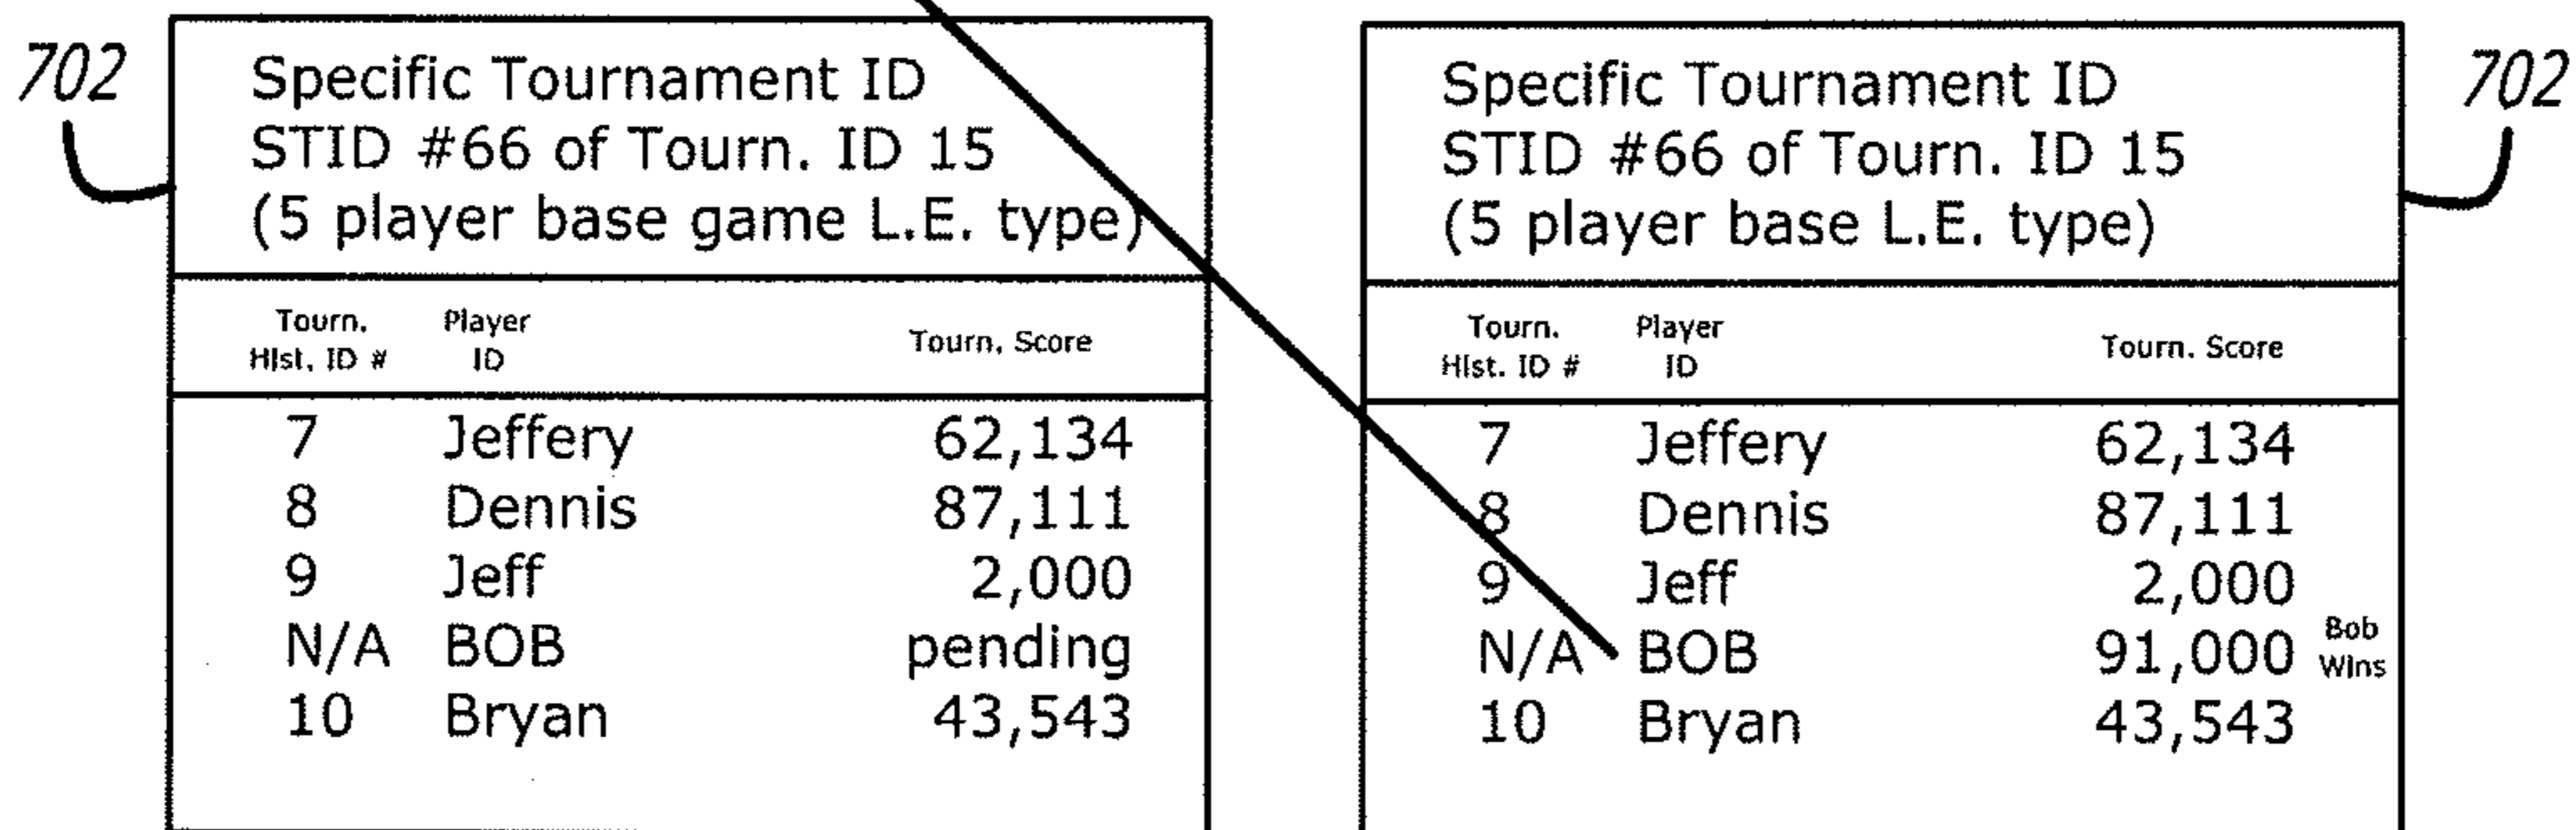 702
Specific Tournament ID
STID #66 of Tourn. ID 15
(5 player base game L.E. type)
Tourn. Player
Hist. ID # ID Tourn. Score
7 Jeffery 62,134
8 Dennis 87,111
9 Jeff 2,000
N/A BOB pending
10 Bryan 43,543
702
Specific Tournament ID
STID #66 of Tourn. ID 15
(5 player base L.E. type)
Tourn. Player
Hist. ID # ID Tourn. Score
7 Jeffery 62,134
8 Dennis 87,111
9 Jeff 2,000
N/A BOB 91,000 Bob Wins
10 Bryan 43,543